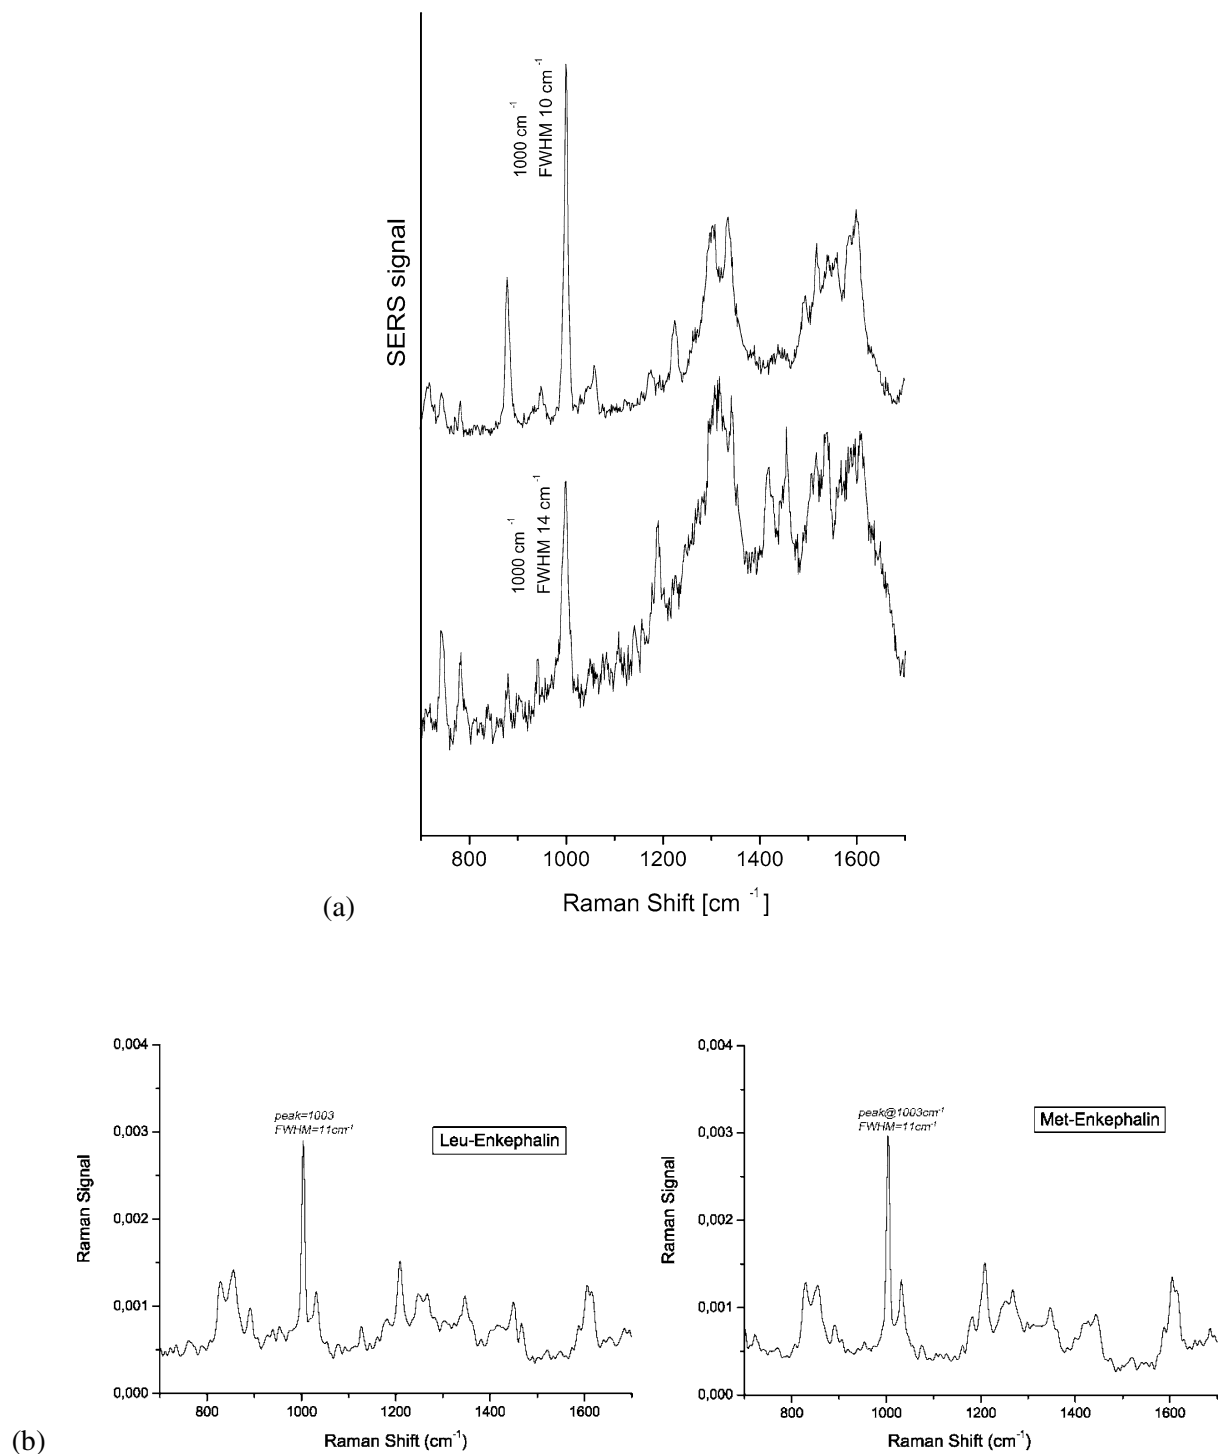 SERS signal
1000 cm⁻¹
FWHM 10 cm⁻¹
1000 cm⁻¹
FWHM 14 cm⁻¹
800 1000 1200 1400 1600
Raman Shift [cm ⁻¹]
(a)
0,004
0,003
0,002
0,001
0,000
Raman Signal
peak=1003
FWHM=11cm⁻¹
Leu-Enkephalin
800 1000 1200 1400 1600
Raman Shift (cm⁻¹)
0,004
0,003
0,002
0,001
0,000
Raman Signal
peak@1003cm⁻¹
FWHM=11cm⁻¹
Met-Enkephalin
800 1000 1200 1400 1600
Raman Shift (cm⁻¹)
(b)